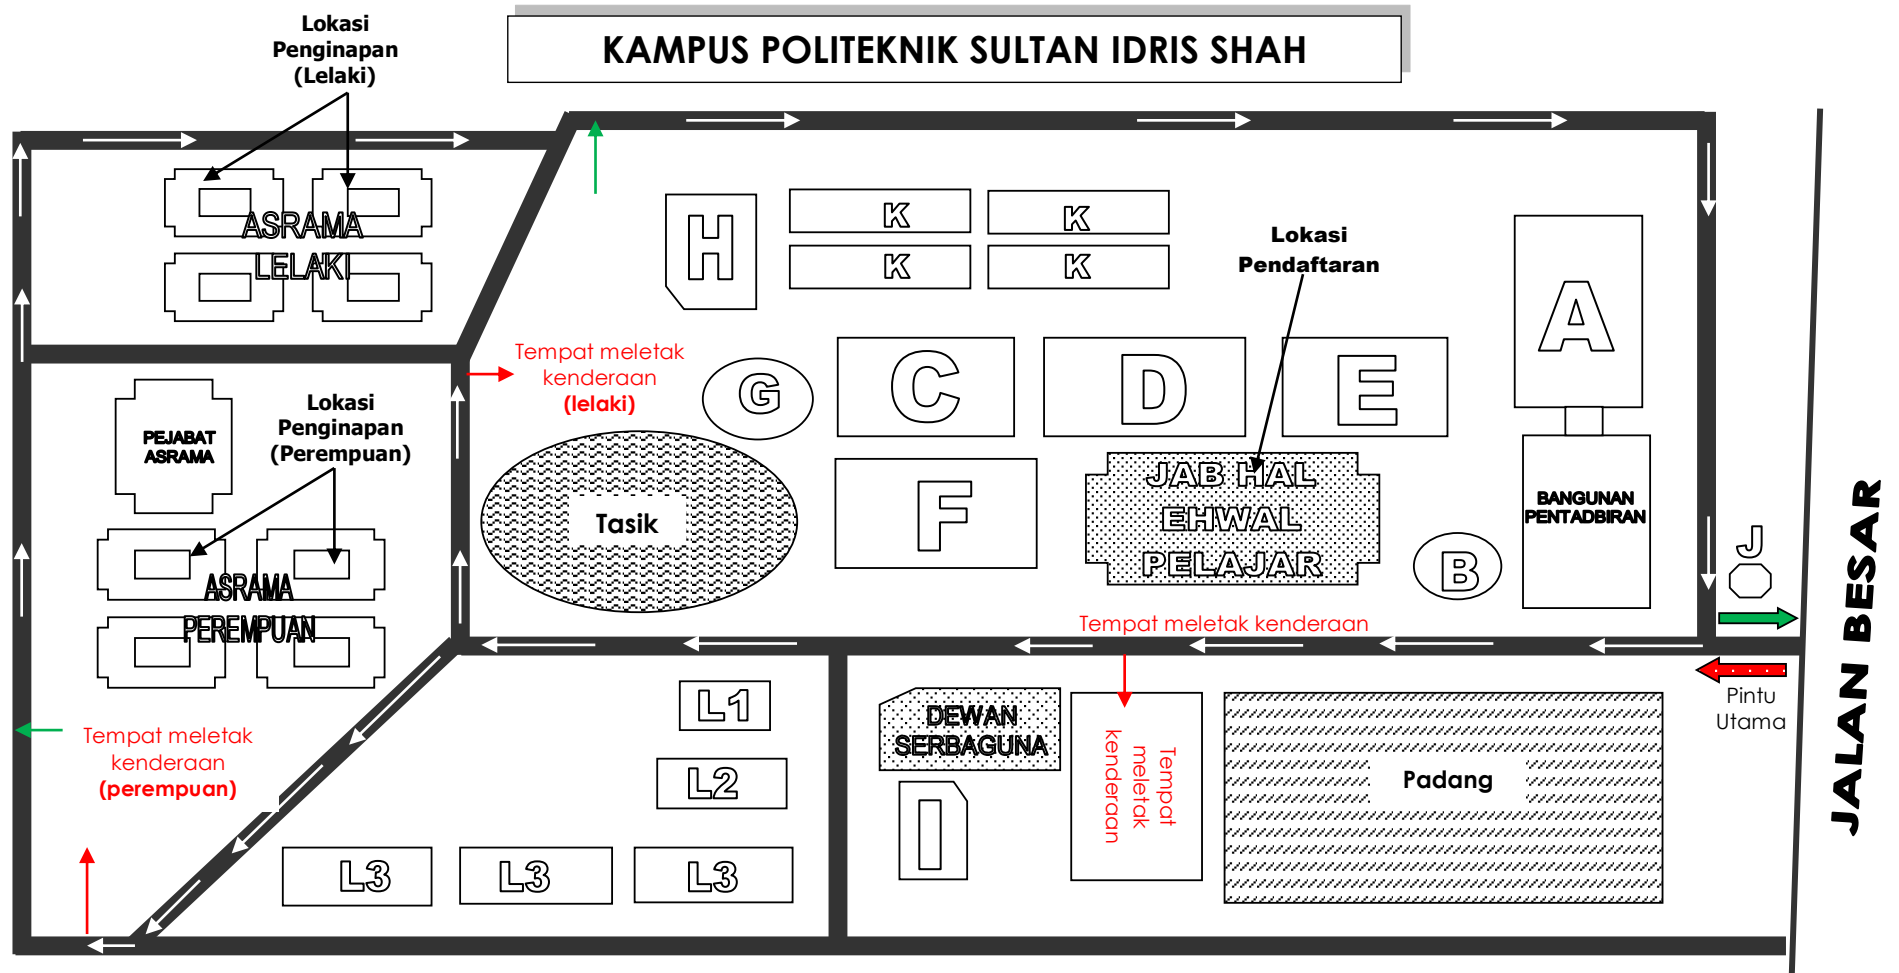 Lokasi
Penginapan
(Lelaki)
KAMPUS POLITEKNIK SULTAN IDRIS SHAH
ASRAMA
LELAKI
H
K
K
K
K
Lokasi
Pendaftaran
A
Tempat meletak
kenderaan
(lelaki)
G
C
D
E
PEJABAT
ASRAMA
Lokasi
Penginapan
(Perempuan)
Tasik
F
JAB HAL
EHWAL
PELAJAR
B
BANGUNAN
PENTADBIRAN
J
JALAN BESAR
ASRAMA
PEREMPUAN
Tempat meletak kenderaan
Pintu
Utama
Tempat meletak
kenderaan
(perempuan)
L1
L2
L3
L3
L3
DEWAN
SERBAGUNA
I
Tempat
meletak
kenderaan
Padang